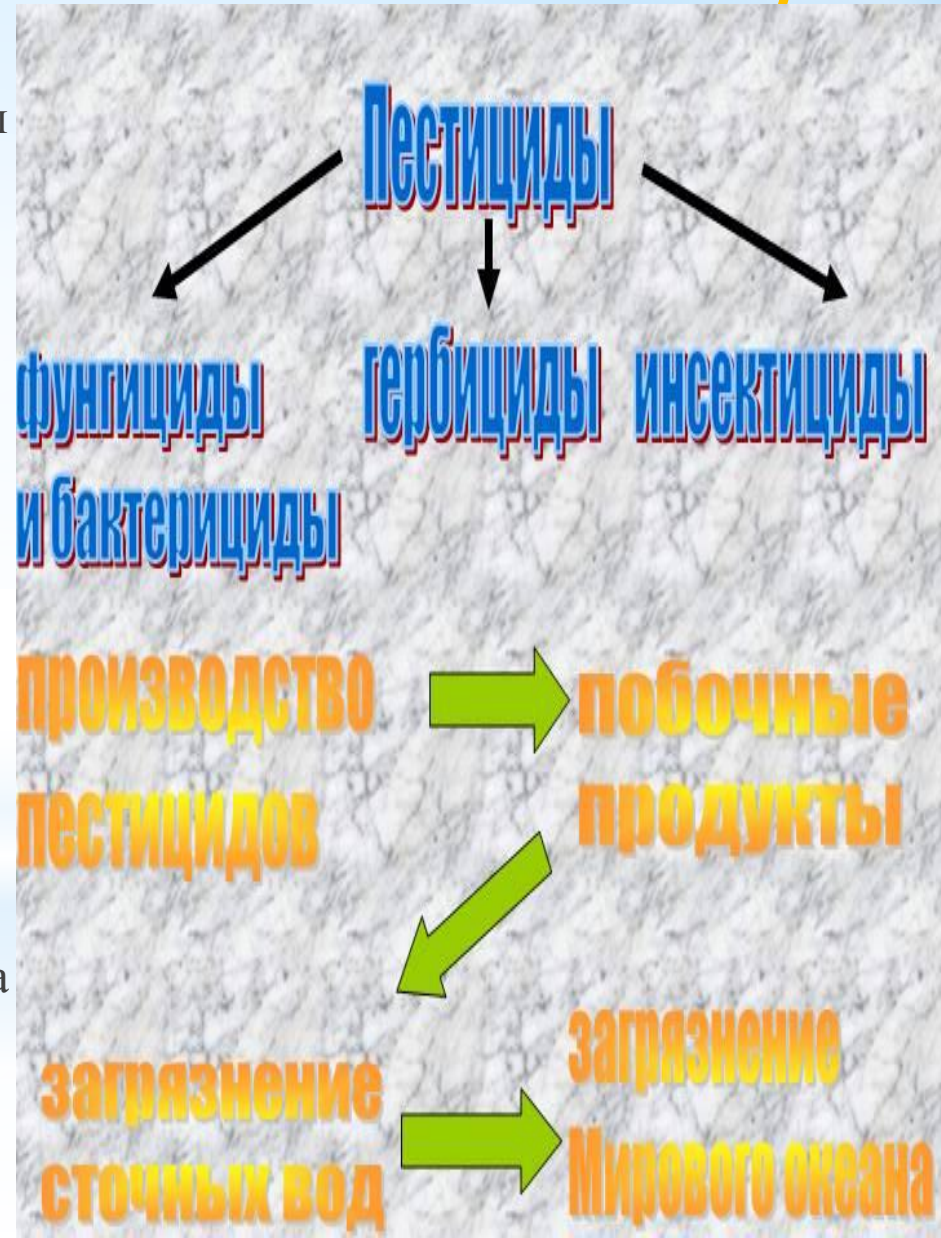 Пестициды
фунгициды гербициды инсектициды
и бактерициды
производство побочные
пестицидов продукты
загрязнение загрязнение
сточных вод Мирового океана